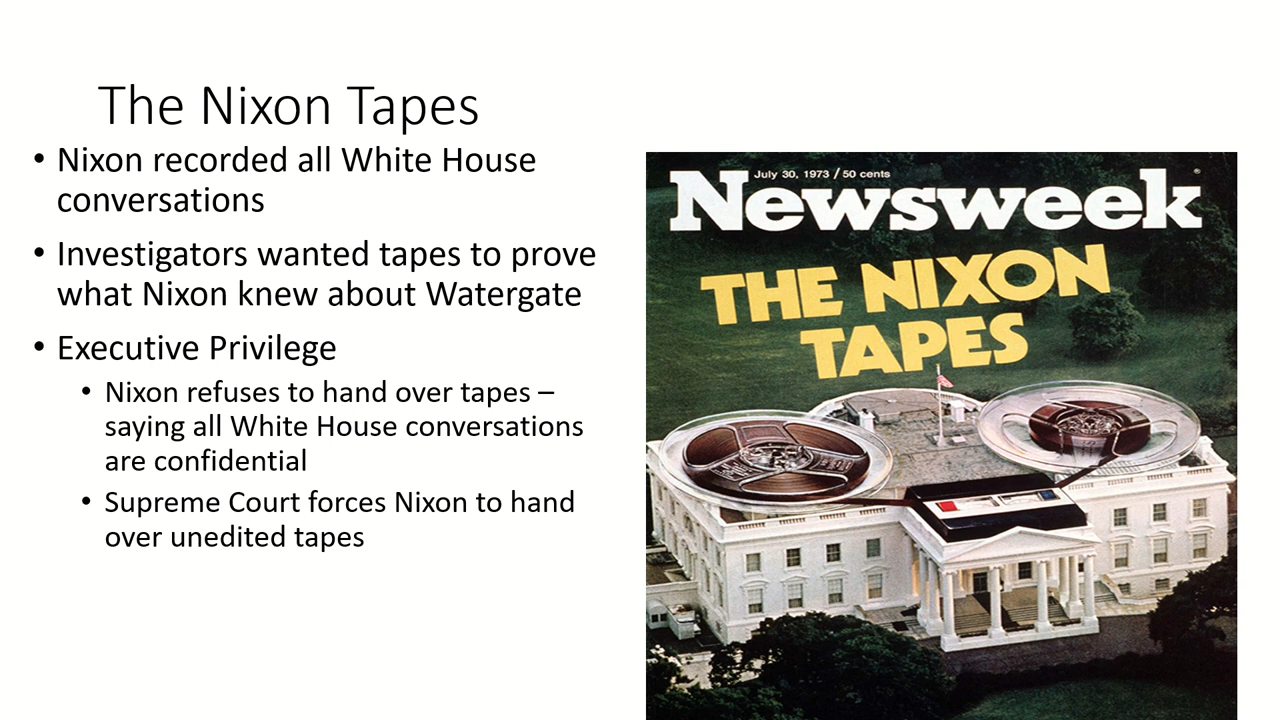 The Nixon Tapes
• Nixon recorded all White House
conversations
• Investigators wanted tapes to prove
what Nixon knew about Watergate
• Executive Privilege
• Nixon refuses to hand over tapes –
saying all White House conversations
are confidential
• Supreme Court forces Nixon to hand
over unedited tapes
July 30, 1973 / 50 cents
Newsweek®
THE NIXON
TAPES